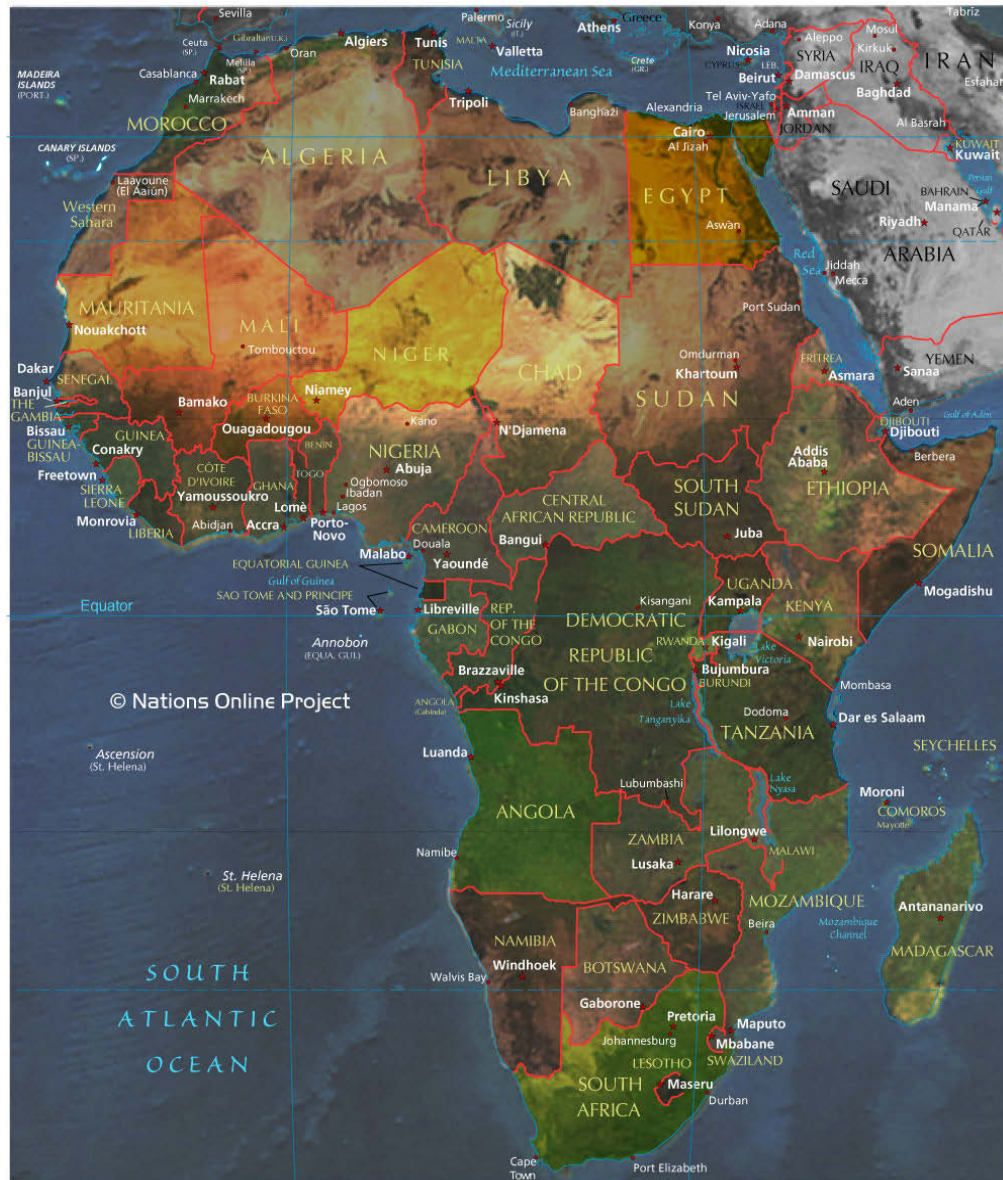 Sevilla
Palermo
Sicily
(IT.)
Athens
Greece
Konya
Adana
Tabrīz
Ceuta
(SP.)
Gibraltar(U.K.)
Algiers
Tunis
MALTA
Valletta
Aleppo
Mosul
Kirkuk
IRAN
Melilla
(SP.)
Oran
Crete
(GR.)
Nicosia
CYPRUS
LEB.
SYRIA
IRAQ
MADEIRA
ISLANDS
(PORT.)
Casablanca
Rabat
TUNISIA
Mediterranean Sea
Beirut
Damascus
Baghdad
Esfahat
Marrakech
Tripoli
Banghazi
Alexandria
Tel Aviv-Yafo
ISRAEL
Jerusalem
Amman
JORDAN
Al Basrah
MOROCCO
Cairo
Al Jizah
KUWAIT
Kuwait
CANARY ISLANDS
(SP.)
ALGERIA
LIBYA
EGYPT
SAUDI
ARABIA
Persian
Gulf
Laayoune
(El Aaiún)
BAHRAIN
Manama
Western
Sahara
Aswân
Riyadh
QATAR
Red
Sea
Jiddah
Mecca
MAURITANIA
Nouakchott
MALI
Tombouctou
NIGER
CHAD
Port Sudan
Omdurman
Khartoum
SUDAN
ERITREA
Asmara
YEMEN
Sanaa
Dakar
SENEGAL
Banjul
THE
GAMBIA
Bamako
BURKINA
FASO
Niamey
Aden
Gulf of Aden
Bissau
GUINEA-
BISSAU
GUINEA
Ouagadougou
Kano
N'Djamena
DJIBOUTI
Djibouti
Conakry
BENIN
NIGERIA
Addis
Ababa
Berbera
Freetown
SIERRA
LEONE
CÔTE
D'IVOIRE
Yamoussoukro
GHANA
TOGO
Abuja
Ogbomoso
Ibadan
CENTRAL
AFRICAN REPUBLIC
SOUTH
SUDAN
ETHIOPIA
Monrovia
LIBERIA
Abidjan
Accra
Lomè
Porto-
Novo
Lagos
CAMEROON
Douala
Yaoundé
Bangui
Juba
SOMALIA
Malabo
EQUATORIAL GUINEA
Gulf of Guinea
SAO TOME AND PRINCIPE
UGANDA
Kampala
KENYA
Mogadishu
Equator
São Tome
Libreville
GABON
REP.
OF THE
CONGO
Kisangani
DEMOCRATIC
REPUBLIC
OF THE CONGO
Annobon
(EQUA. GUI.)
RWANDA
Kigali
Lake
Victoria
Nairobi
Brazzaville
Kinshasa
Bujumbura
BURUNDI
Mombasa
© Nations Online Project
ANGOLA
(Cabinda)
Lake
Tanganyika
Dodoma
TANZANIA
Dar es Salaam
Ascension
(St. Helena)
Luanda
SEYCHELLES
Lubumbashi
Lake
Nyasa
Moroni
COMOROS
Mayotte
ANGOLA
ZAMBIA
Lusaka
Lilongwe
MALAWI
Namibe
St. Helena
(St. Helena)
Harare
ZIMBABWE
MOZAMBIQUE
Beira
Mozambique
Channel
Antananarivo
MADAGASCAR
NAMIBIA
Windhoek
Walvis Bay
BOTSWANA
Gaborone
SOUTH
ATLANTIC
OCEAN
Pretoria
Johannesburg
Maputo
Mbabane
SWAZILAND
LESOTHO
Maseru
SOUTH
AFRICA
Durban
Cape
Town
Port Elizabeth